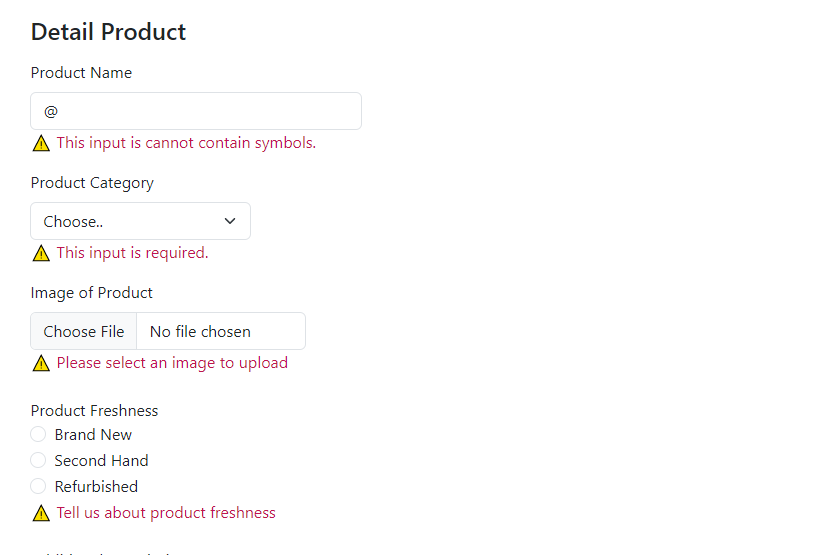 Detail Product
Product Name
@
This input is cannot contain symbols.
Product Category
Choose..
This input is required.
Image of Product
Choose File No file chosen
Please select an image to upload
Product Freshness
Brand New
Second Hand
Refurbished
Tell us about product freshness